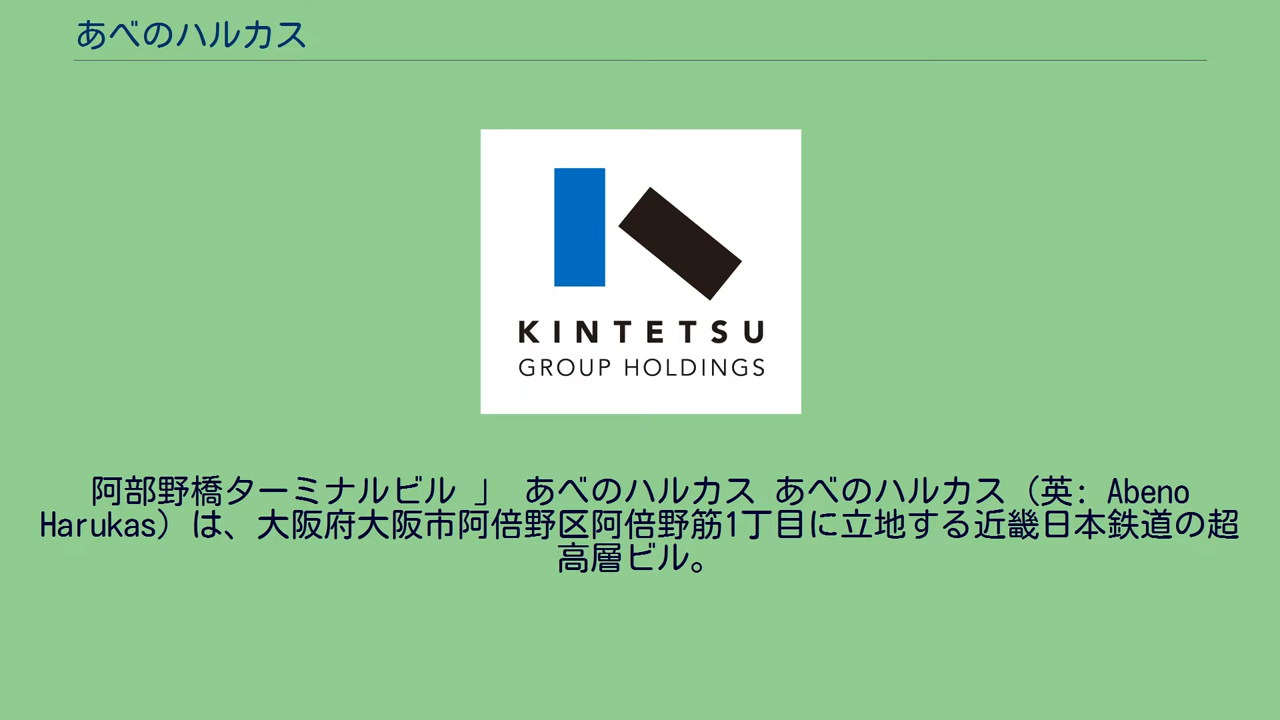 あべのハルカス
KINTETSU
GROUP HOLDINGS
阿部野橋ターミナルビル 」 あべのハルカス あべのハルカス（英: Abeno
Harukas）は、大阪府大阪市阿倍野区阿倍野筋1丁目に立地する近畿日本鉄道の超
高層ビル。